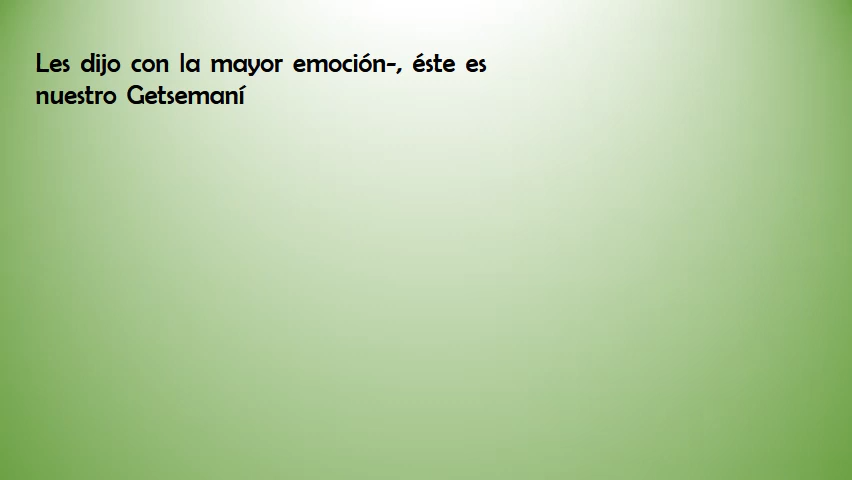 Les dijo con la mayor emoción-, éste es
nuestro Getsemaní